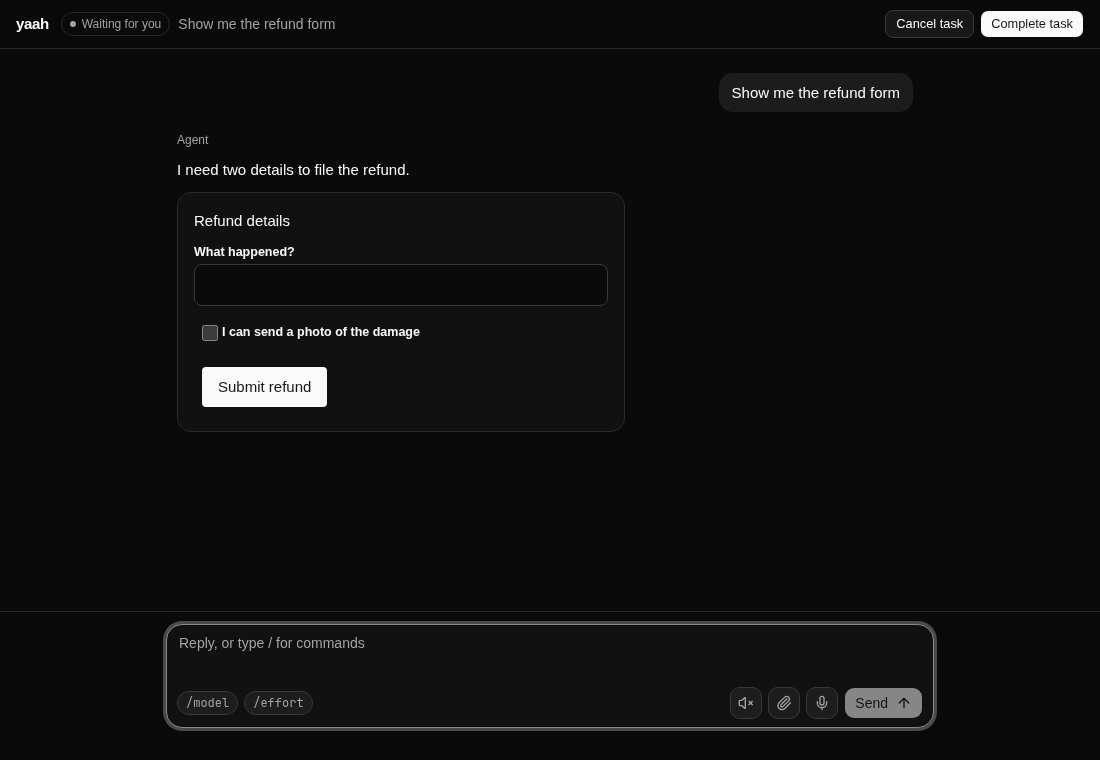 yaah
Waiting for you
Show me the refund form
Cancel task
Complete task
Show me the refund form
Agent
I need two details to file the refund.
Refund details
What happened?
I can send a photo of the damage
Submit refund
Reply, or type / for commands
/model
/effort
Send